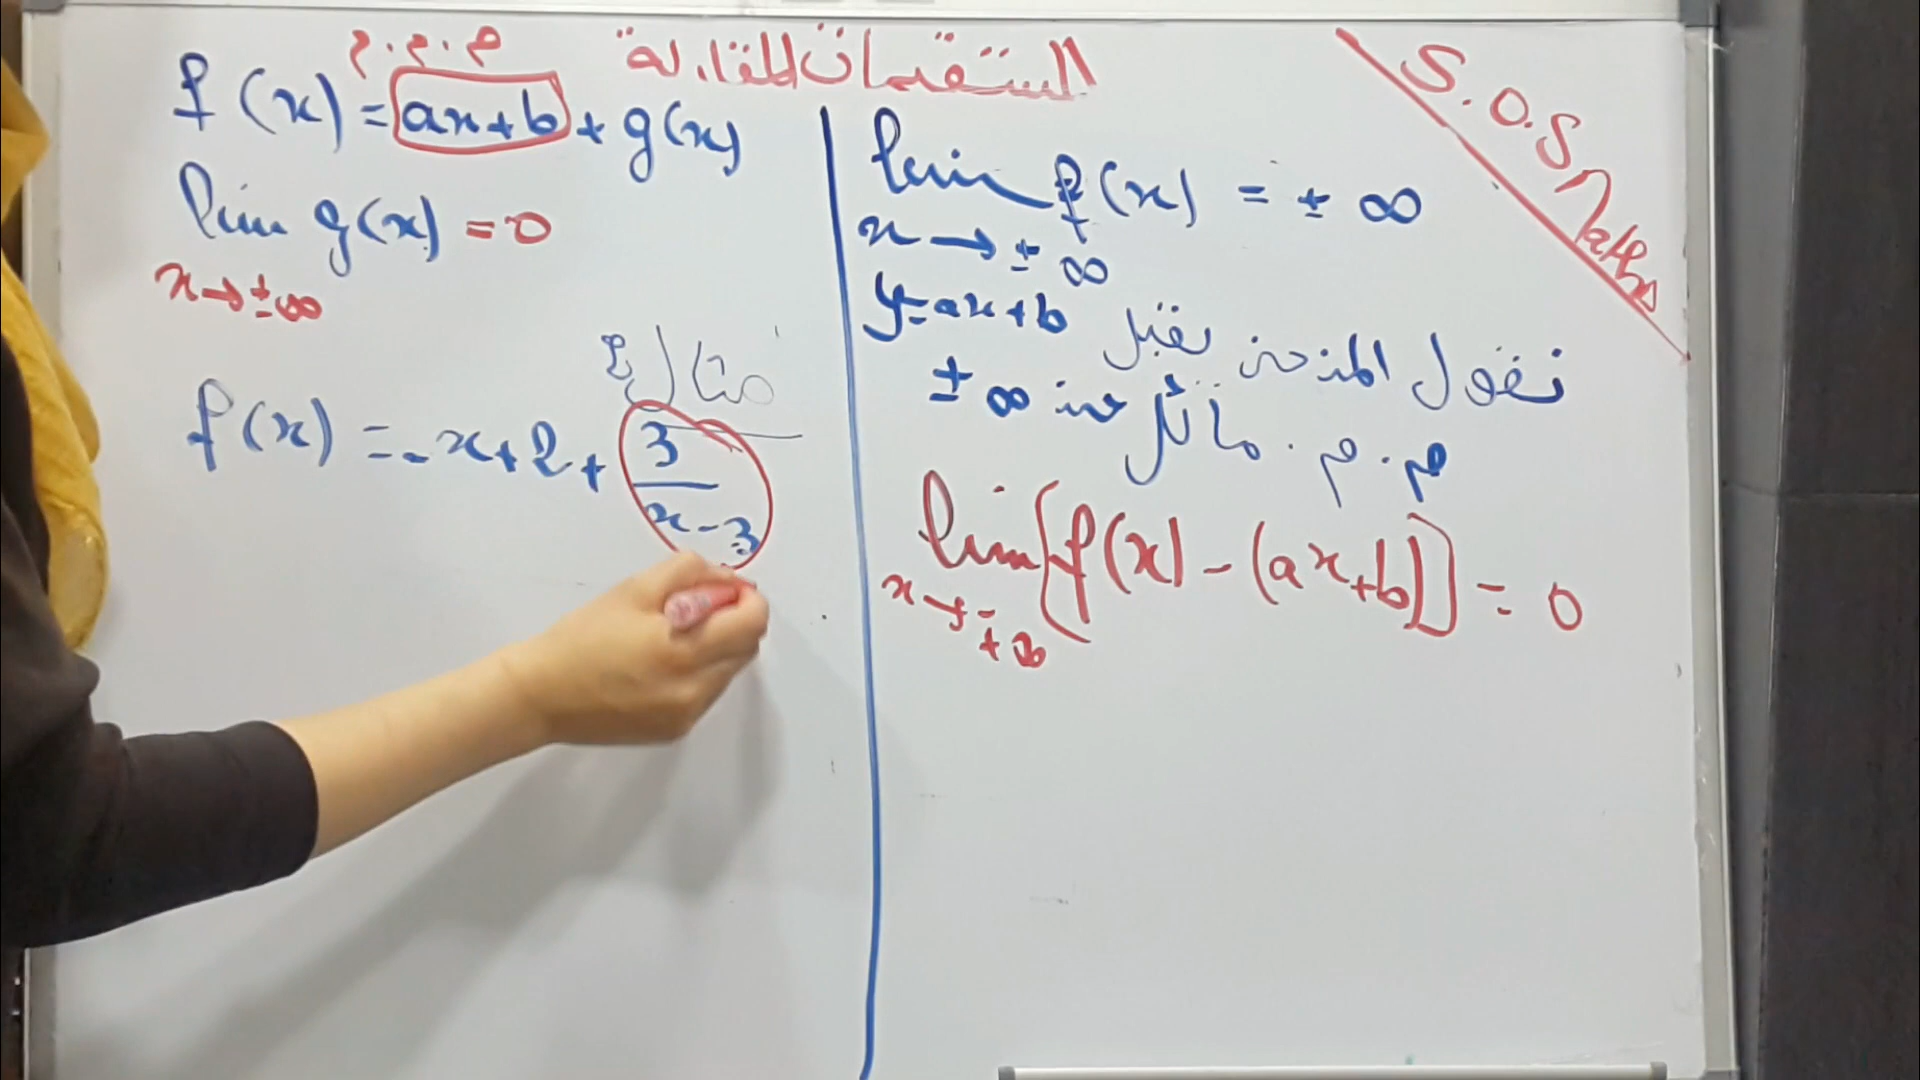 المستقيمات المقاربة
S.O.S Maths
م.م.م
f(x) = ax+b + g(x)
lim g(x) = 0
x→±∞
مثال
f(x) = -x+2+ 3/(x-3)
lim f(x) = ±∞
x→±∞
y=ax+b
نقول المنحنى يقبل
م.م. مائل عند ±∞
lim [f(x) - (ax+b)] = 0
x→±∞